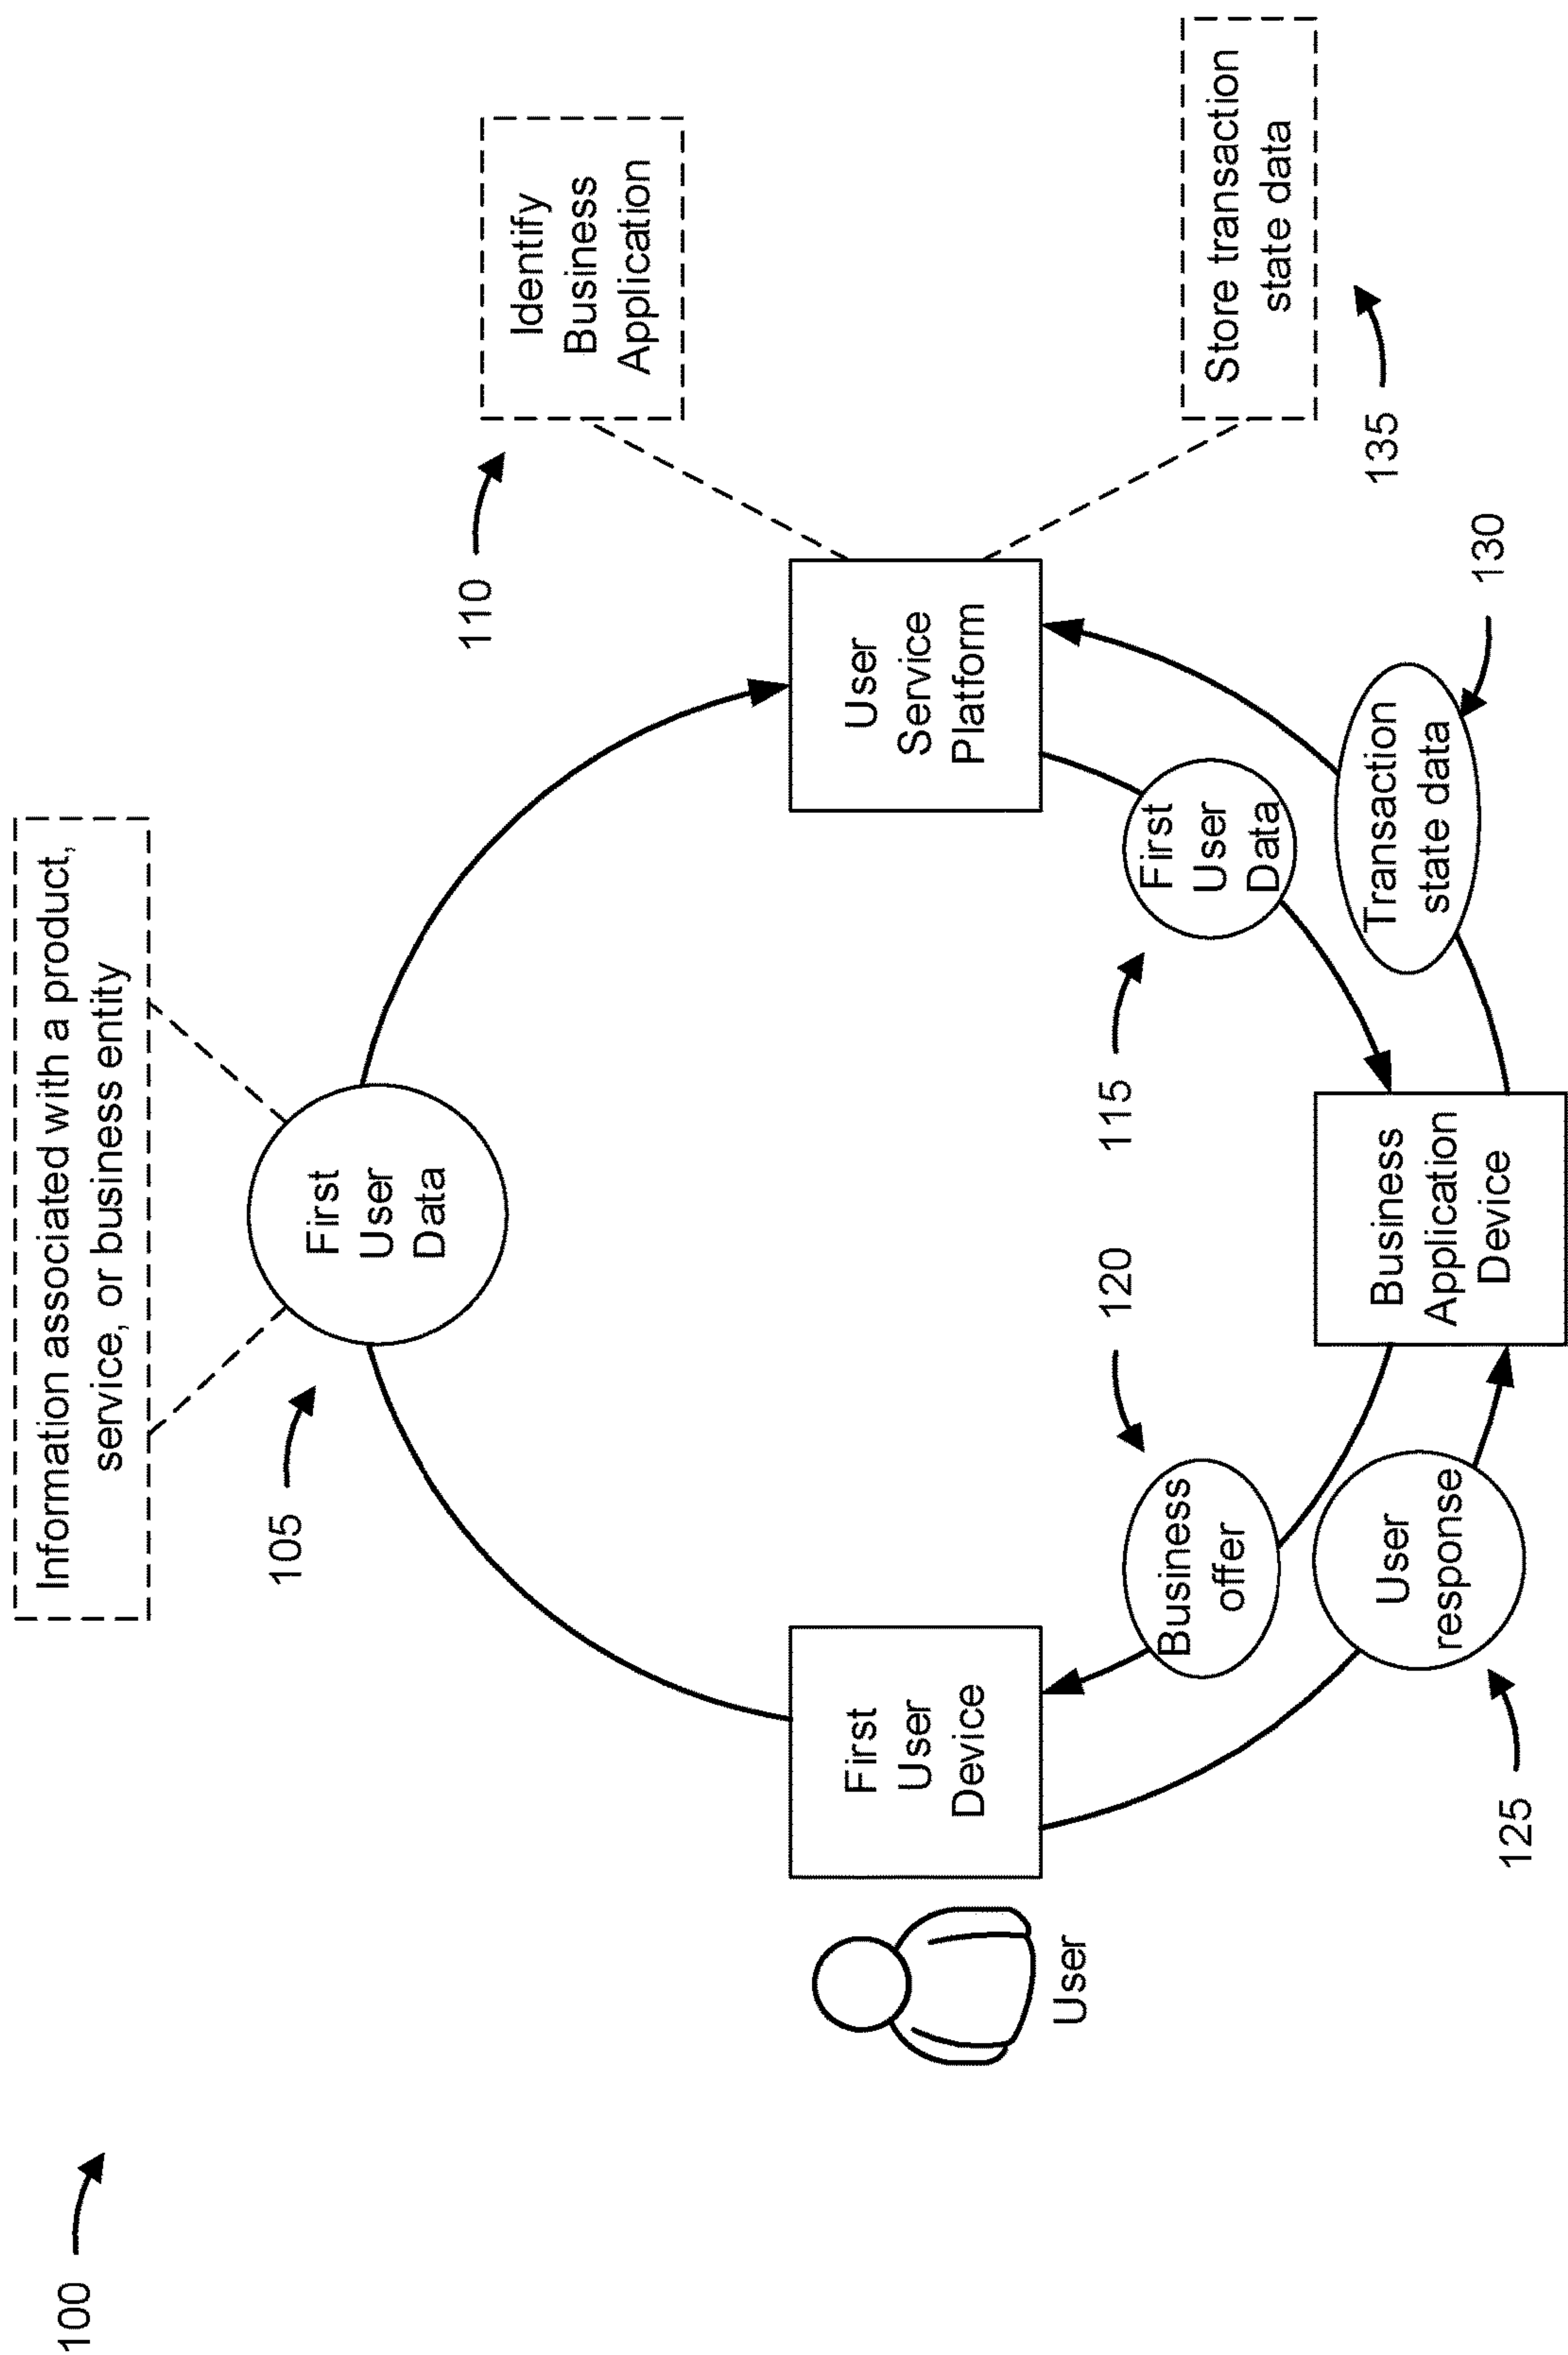 100
Information associated with a product,
service, or business entity
105
First
User
Data
110
Identify
Business
Application
User
First
User
Device
User
Service
Platform
120
Business
offer
115
First
User
Data
Store transaction
state data
135
125
User
response
Business
Application
Device
Transaction
state data
130